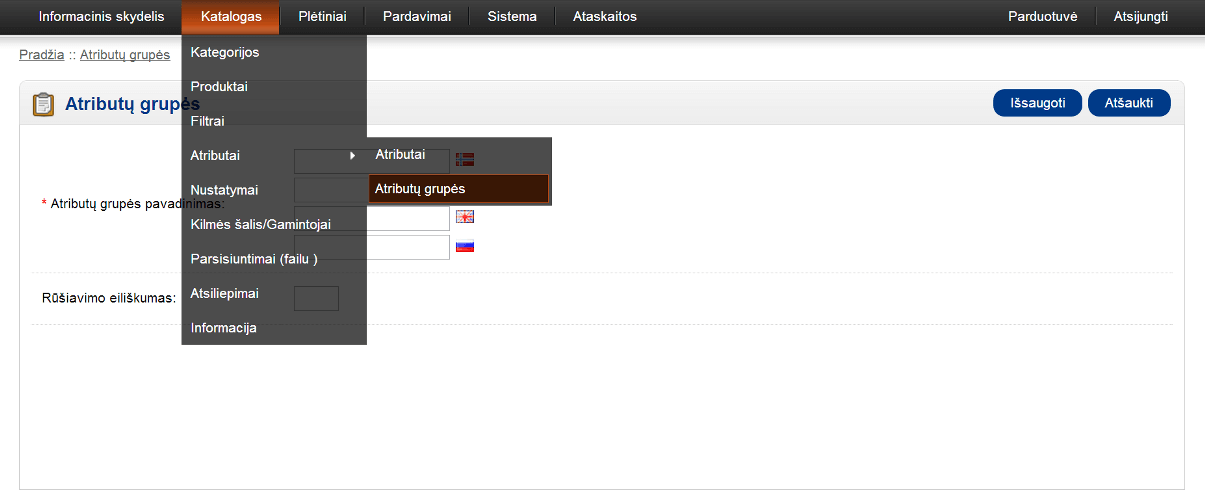 Informacinis skydelis Katalogas Plėtiniai Pardavimai Sistema Ataskaitos Parduotuvė Atsijungti
Pradžia :: Atributų grupės
Kategorijos
Produktai
Atributų grupės Išsaugoti Atšaukti
Filtrai
Atributai Atributai
Nustatymai Atributų grupės
* Atributų grupės pavadinimas:
Kilmės šalis/Gamintojai
Parsisiuntimai (failu )
Rūšiavimo eiliškumas: Atsiliepimai
Informacija